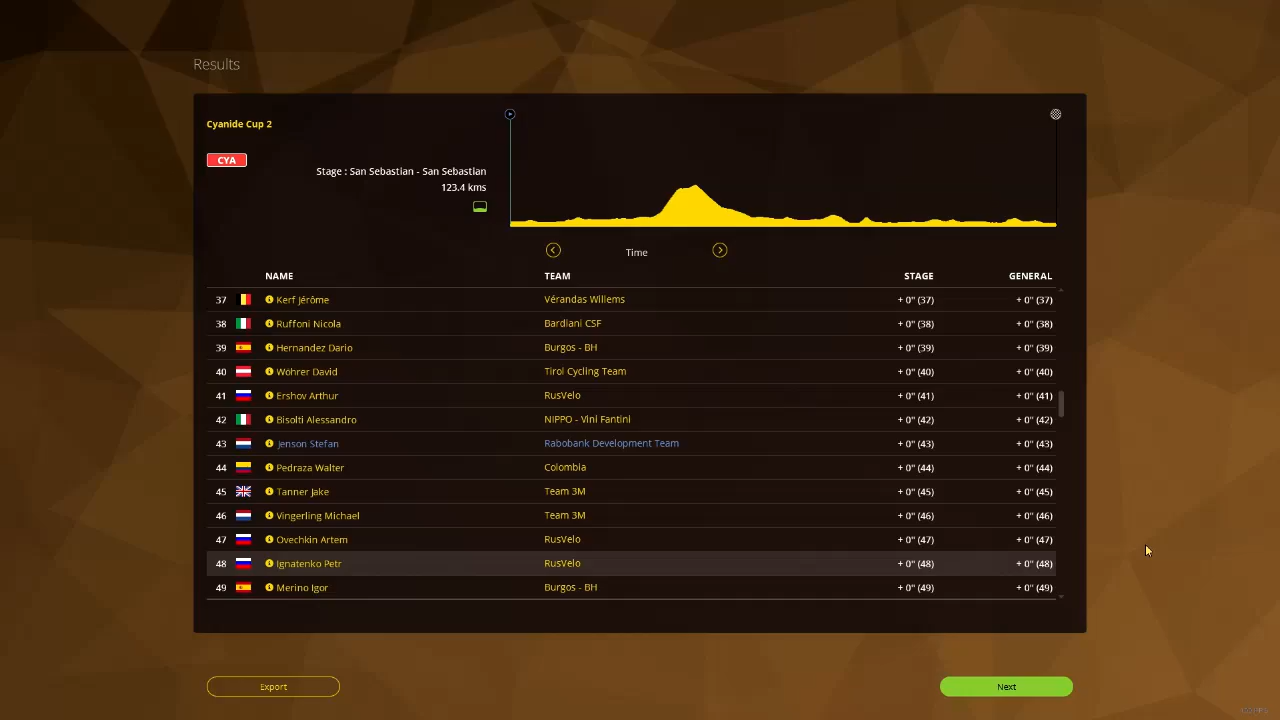 Results
Cyanide Cup 2
CYA
Stage : San Sebastian - San Sebastian
123.4 kms
Time
NAME TEAM STAGE GENERAL
37 Kerf Jérôme Vérandas Willems + 0" (37) + 0" (37)
38 Ruffoni Nicola Bardiani CSF + 0" (38) + 0" (38)
39 Hernandez Dario Burgos - BH + 0" (39) + 0" (39)
40 Wöhrer David Tirol Cycling Team + 0" (40) + 0" (40)
41 Ershov Arthur RusVelo + 0" (41) + 0" (41)
42 Bisolti Alessandro NIPPO - Vini Fantini + 0" (42) + 0" (42)
43 Jenson Stefan Rabobank Development Team + 0" (43) + 0" (43)
44 Pedraza Walter Colombia + 0" (44) + 0" (44)
45 Tanner Jake Team 3M + 0" (45) + 0" (45)
46 Vingerling Michael Team 3M + 0" (46) + 0" (46)
47 Ovechkin Artem RusVelo + 0" (47) + 0" (47)
48 Ignatenko Petr RusVelo + 0" (48) + 0" (48)
49 Merino Igor Burgos - BH + 0" (49) + 0" (49)
Export Next